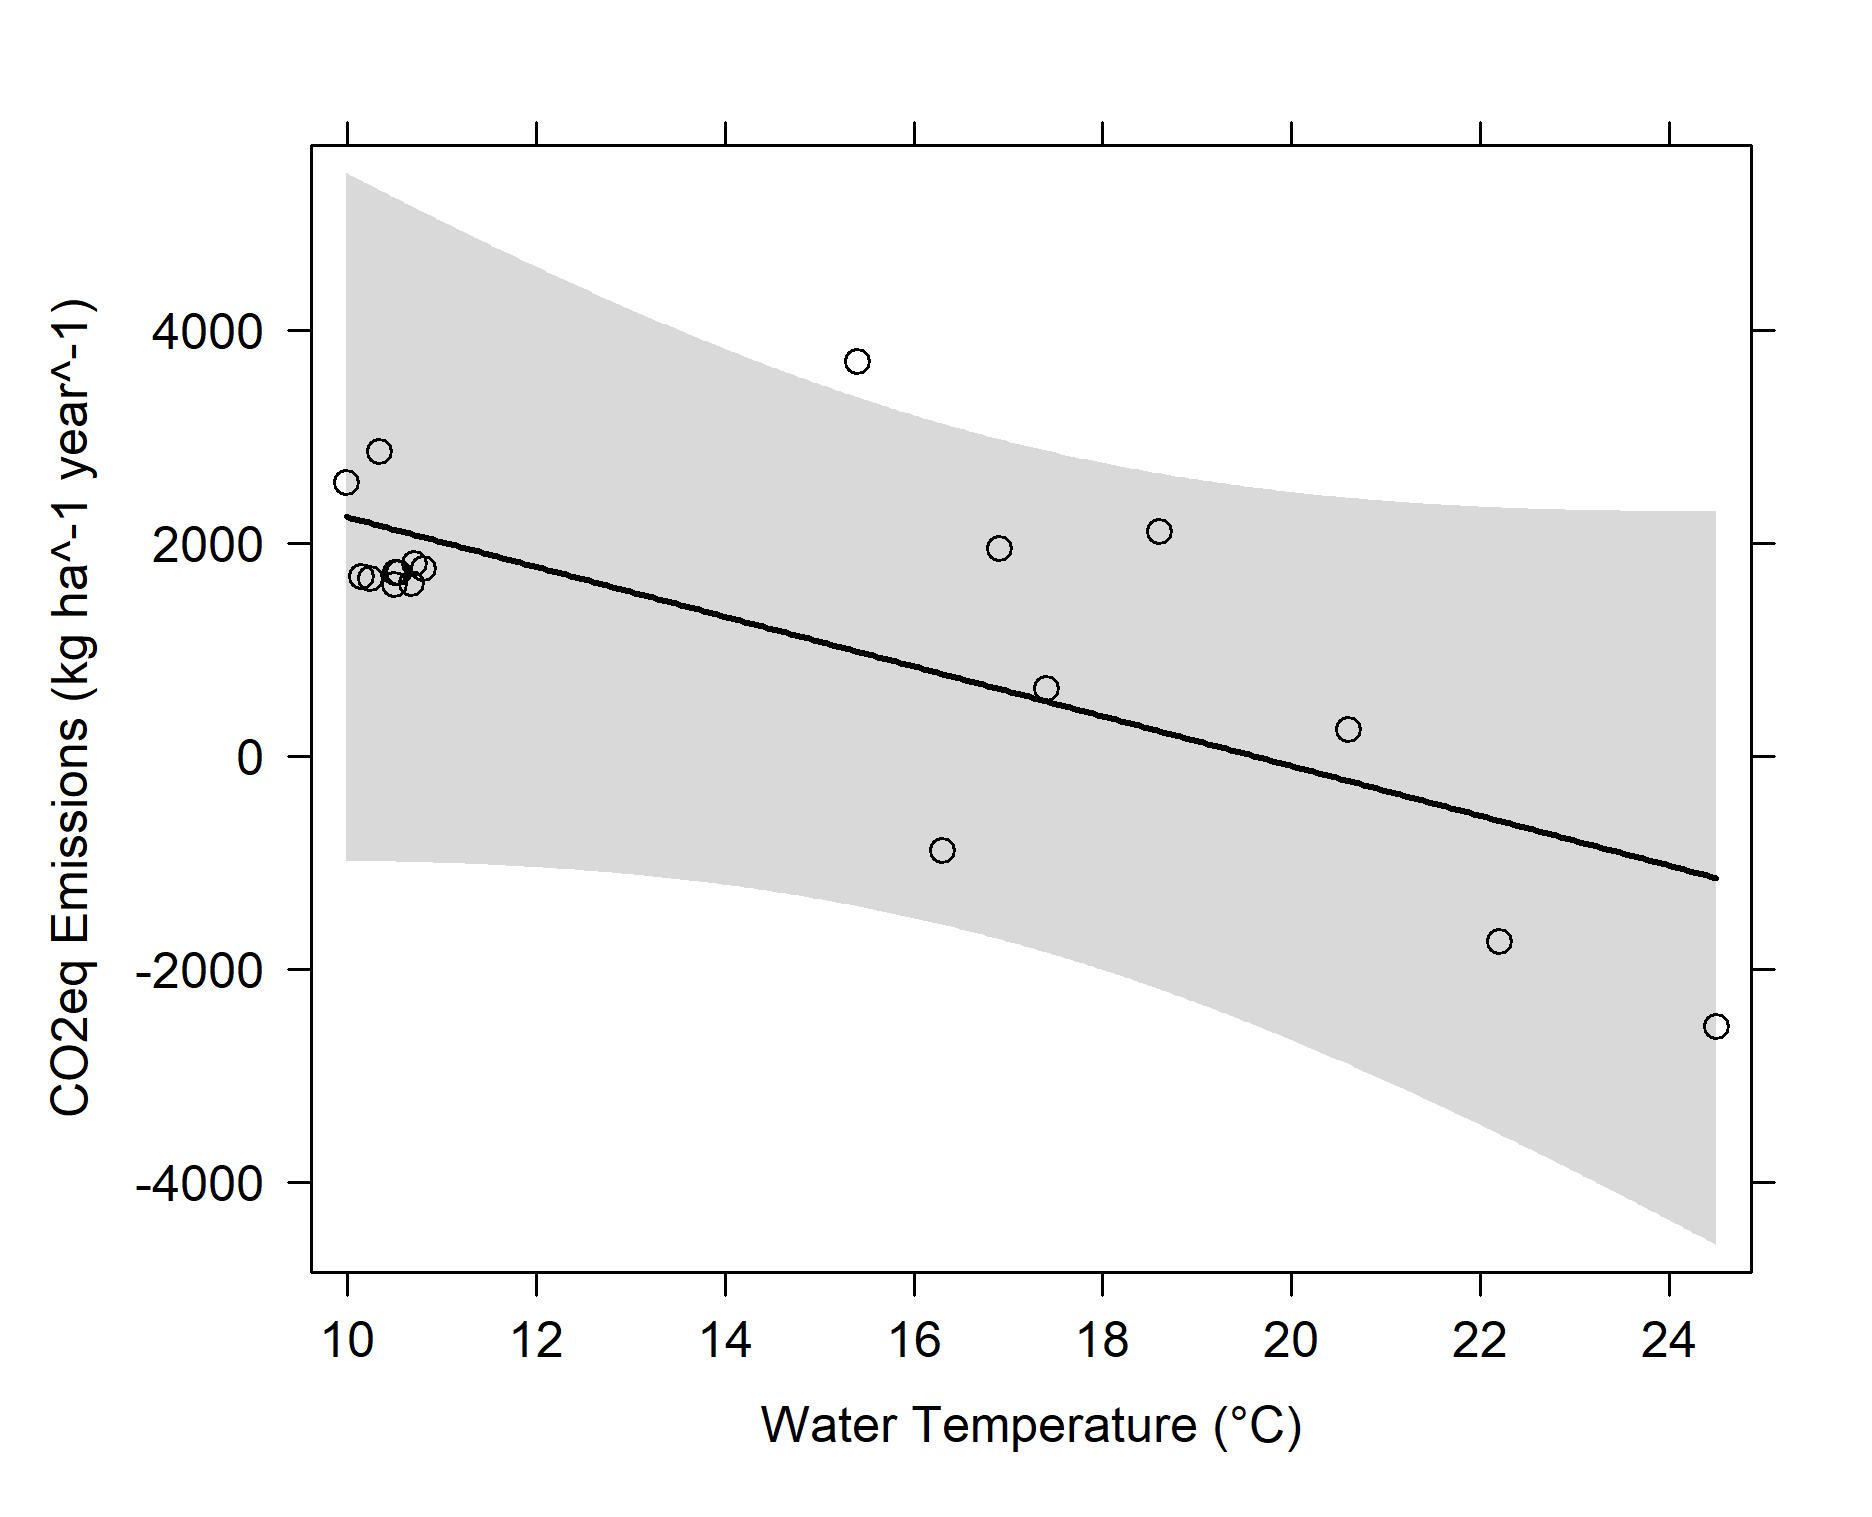 CO2eq Emissions (kg ha^-1 year^-1)
4000
2000
0
-2000
-4000
10 12 14 16 18 20 22 24
Water Temperature (°C)